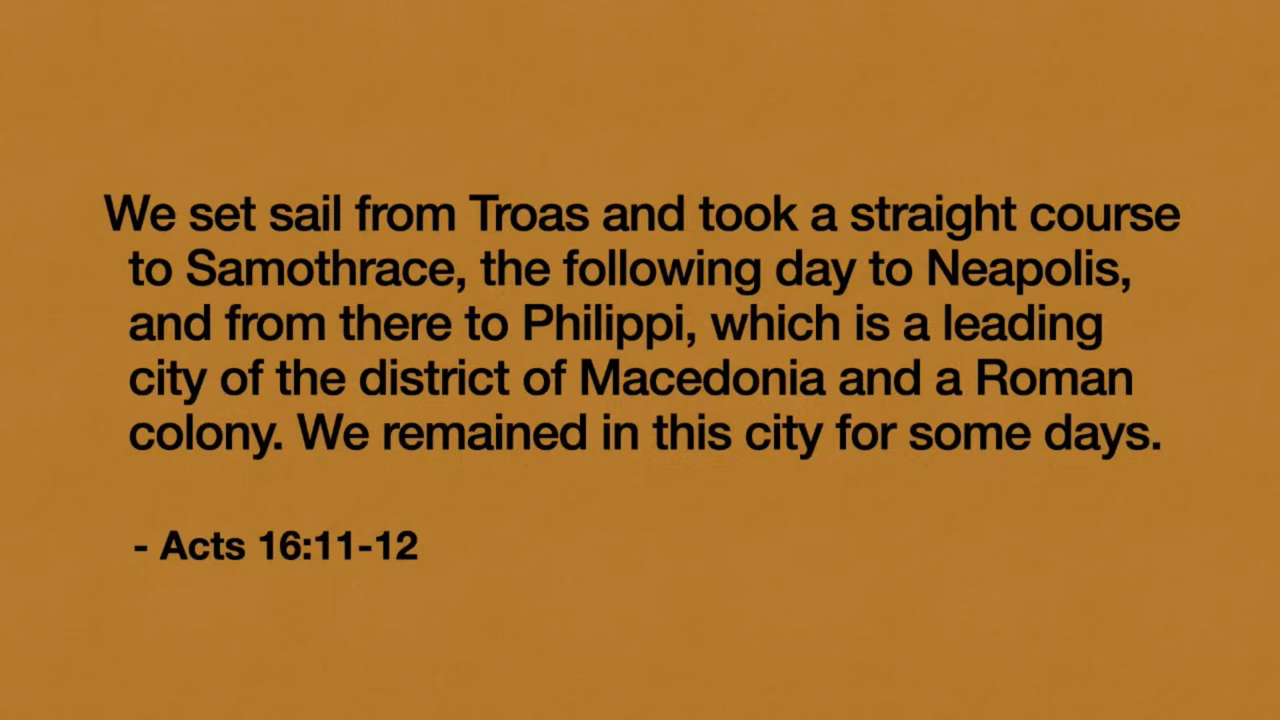 We set sail from Troas and took a straight course
to Samothrace, the following day to Neapolis,
and from there to Philippi, which is a leading
city of the district of Macedonia and a Roman
colony. We remained in this city for some days.
- Acts 16:11-12